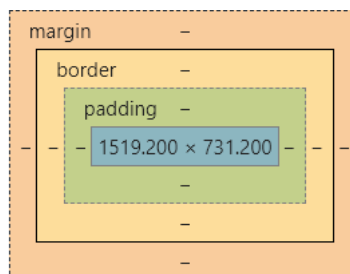 margin –
border –
padding –
– – – 1519.200 × 731.200 – – –
–
–
–